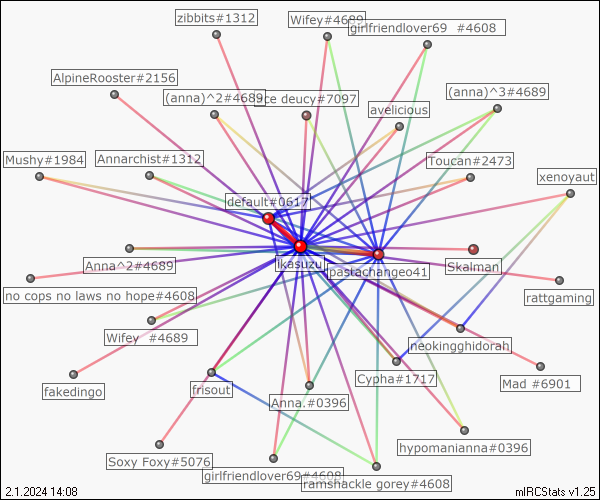 zibbits#1312
Wifey#4689
girlfriendlover69 #4608
AlpineRooster#2156
(anna)^2#4689
ace deucy#7097
(anna)^3#4689
avelicious
Mushy#1984
Annarchist#1312
Toucan#2473
xenoyaut
default#0617
Anna^2#4689
ikasuzu
pastachangeo41
Skalman
no cops no laws no hope#4608
rattgaming
Wifey #4689
neokingghidorah
fakedingo
frisout
Cypha#1717
Mad #6901
Anna.#0396
hypomanianna#0396
Soxy Foxy#5076
girlfriendlover69#4608
ramshackle gorey#4608
2.1.2024 14:08
mIRCStats v1.25